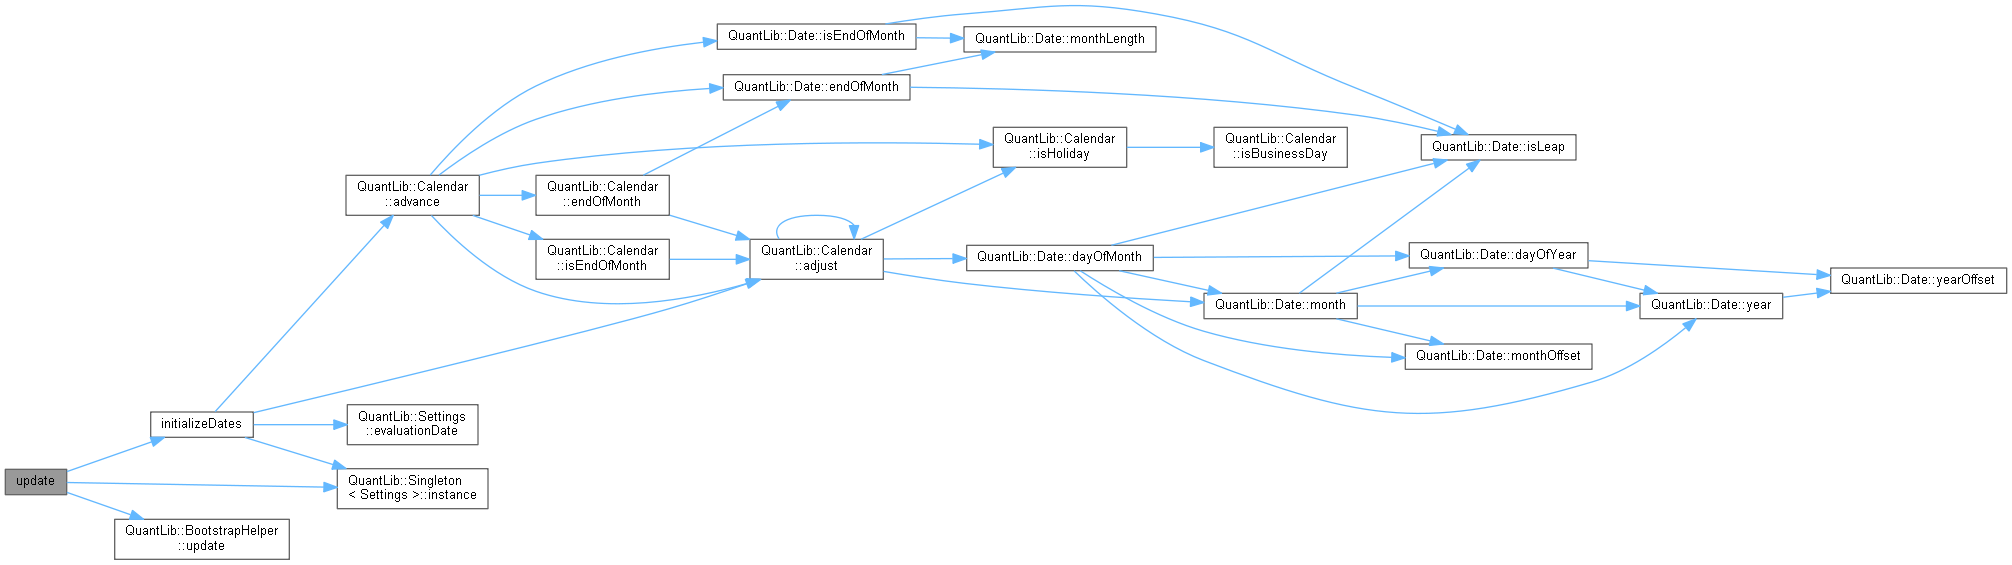 QuantLib::Date::isEndOfMonth
QuantLib::Date::monthLength
QuantLib::Date::endOfMonth
QuantLib::Calendar
::isHoliday
QuantLib::Calendar
::isBusinessDay
QuantLib::Date::isLeap
QuantLib::Calendar
::advance
QuantLib::Calendar
::endOfMonth
QuantLib::Calendar
::isEndOfMonth
QuantLib::Calendar
::adjust
QuantLib::Date::dayOfMonth
QuantLib::Date::dayOfYear
QuantLib::Date::yearOffset
QuantLib::Date::month
QuantLib::Date::year
QuantLib::Date::monthOffset
initializeDates
QuantLib::Settings
::evaluationDate
update
QuantLib::Singleton
< Settings >::instance
QuantLib::BootstrapHelper
::update